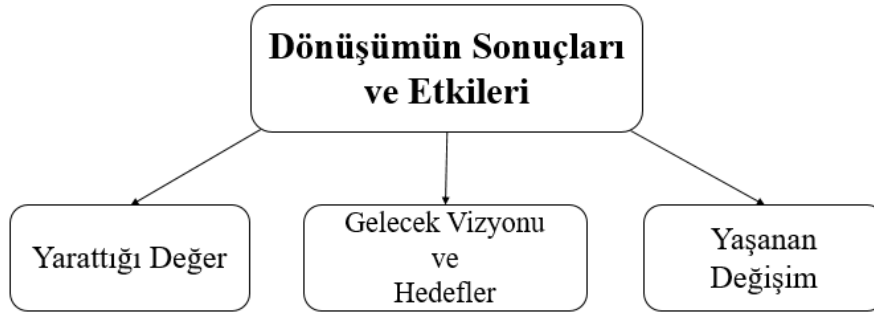 Dönüşümün Sonuçları
ve Etkileri
Yarattığı Değer
Gelecek Vizyonu
ve
Hedefler
Yaşanan
Değişim